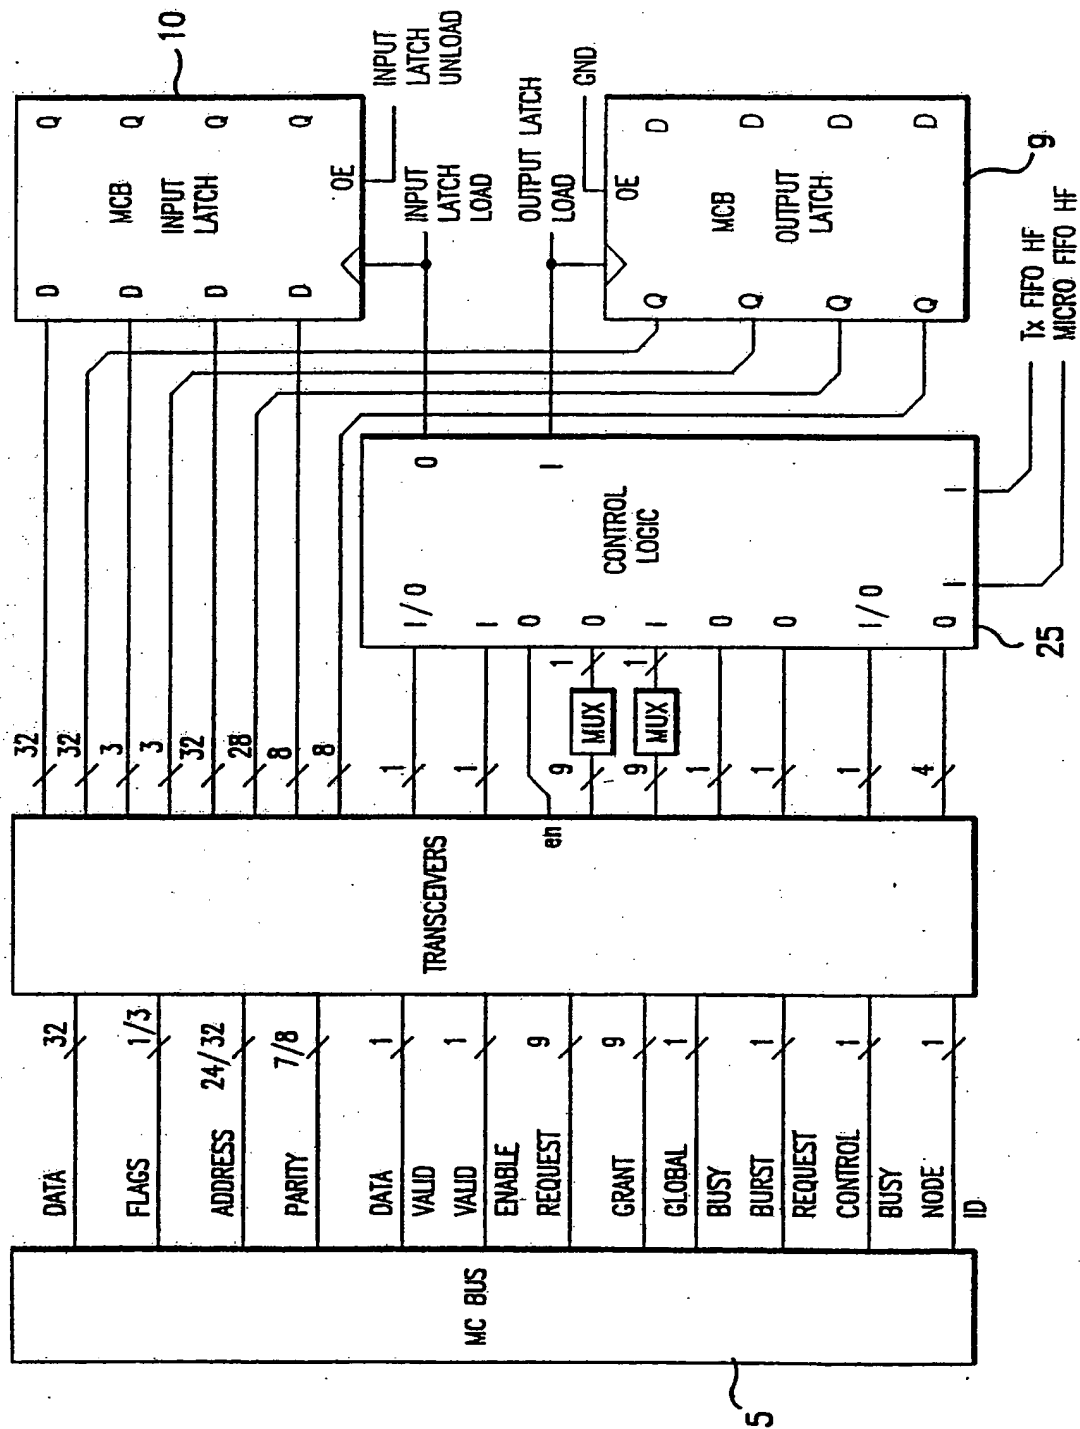 MC BUS
5
DATA
32
FLAGS
1/3
ADDRESS
24/32
PARITY
7/8
DATA
VALID
1
VALID
ENABLE
1
REQUEST
9
GRANT
9
GLOBAL
BUSY
1
BURST
REQUEST
1
CONTROL
BUSY
1
NODE
ID
1
TRANSCEIVERS
en
32
32
3
3
32
28
8
8
1
1
9
MUX
1
9
MUX
1
1
1
1
4
CONTROL
LOGIC
I/O
I
O
O
I
O
O
I/O
O
O
I
I
I
25
MCB
INPUT
LATCH
D
D
D
D
Q
Q
Q
Q
OE
10
INPUT
LATCH
UNLOAD
INPUT
LATCH
LOAD
OUTPUT LATCH
LOAD
GND
MCB
OUTPUT
LATCH
OE
Q
Q
Q
Q
D
D
D
D
9
Tx FIFO HF
MICRO FIFO HF